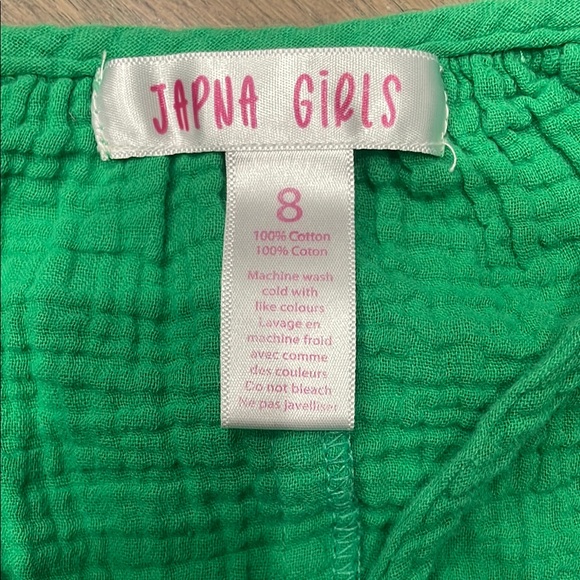 JAPNA GiRLS
8
100% Cotton
100% Coton
Machine wash
cold with
like colours
Lavage en
machine froid
avec comme
des couleurs
Do not bleach
Ne pas javelliser